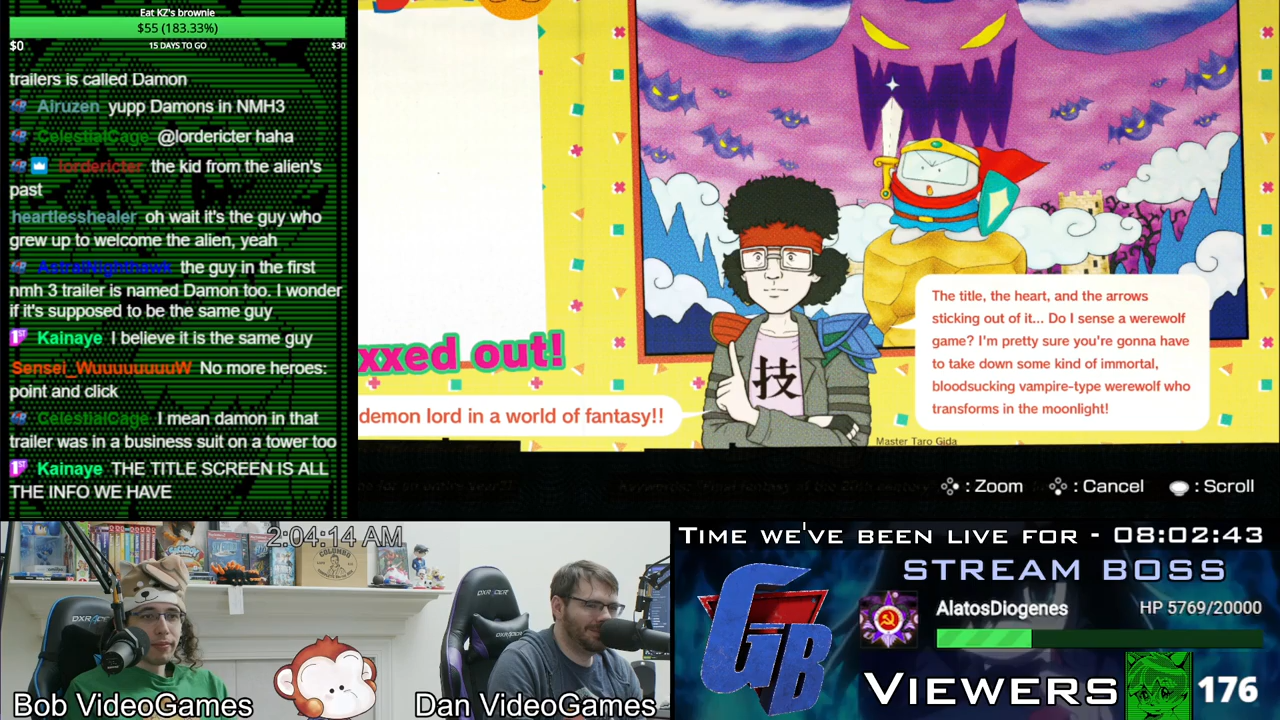 Eat KZ's brownie
$55 (183.33%)
$0 15 DAYS TO GO $30
trailers is called Damon
Airuzen yupp Damons in NMH3
CelestialCage @lordericter haha
lordericter the kid from the alien's
past
heartlesshealer oh wait it's the guy who
grew up to welcome the alien, yeah
AstralNighthawk the guy in the first
nmh 3 trailer is named Damon too. I wonder
if it's supposed to be the same guy
1ST Kainaye I believe it is the same guy
Sensei_WuuuuuuuuW No more heroes:
point and click
CelestialCage I mean damon in that
trailer was in a business suit on a tower too
1ST Kainaye THE TITLE SCREEN IS ALL
THE INFO WE HAVE
xxed out!
demon lord in a world of fantasy!!
技
The title, the heart, and the arrows
sticking out of it... Do I sense a werewolf
game? I'm pretty sure you're gonna have
to take down some kind of immortal,
bloodsucking vampire-type werewolf who
transforms in the moonlight!
Master Taro Gida
: Zoom : Cancel : Scroll
2:04:14 AM
COLOMBO
DXRACER
DXRACER
Bob VideoGames
Dan VideoGames
TIME WE'VE BEEN LIVE FOR - 08:02:43
STREAM BOSS
AlatosDiogenes HP 5769/20000
GB
VIEWERS 176